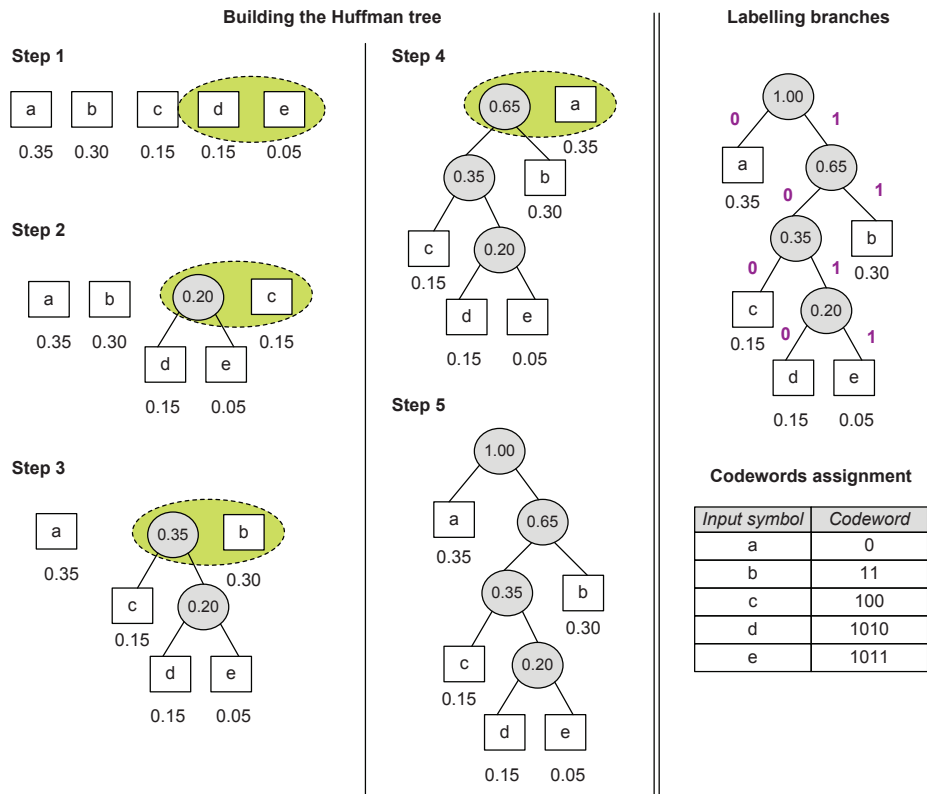 Building the Huffman tree
Step 1
a b c d e
0.35 0.30 0.15 0.15 0.05
Step 2
a b 0.20 c
0.35 0.30 0.15
d e
0.15 0.05
Step 3
a 0.35 b
0.35 0.30
c 0.20
0.15
d e
0.15 0.05
Step 4
0.65 a
0.35
0.35 b
0.30
c 0.20
0.15
d e
0.15 0.05
Step 5
1.00
a 0.65
0.35
0.35 b
0.30
c 0.20
0.15
d e
0.15 0.05
Labelling branches
1.00
0 1
a 0.65
0.35 0 1
0.35 b
0 1 0.30
c 0.20
0.15 0 1
d e
0.15 0.05
Codewords assignment
Input symbol Codeword
a 0
b 11
c 100
d 1010
e 1011